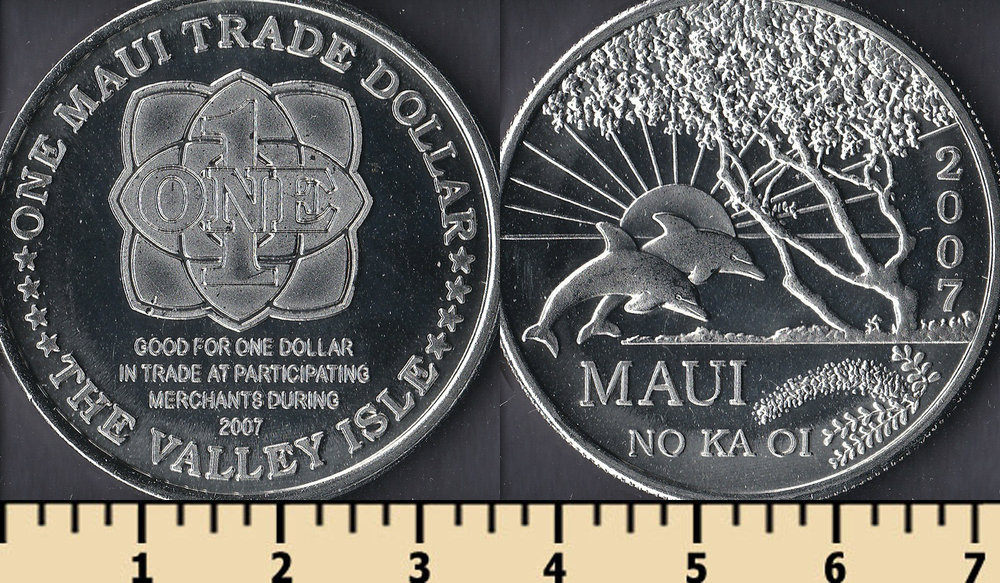 ONE MAUI TRADE DOLLAR
1
ONE
GOOD FOR ONE DOLLAR
IN TRADE AT PARTICIPATING
MERCHANTS DURING
2007
THE VALLEY ISLE
2007
MAUI
NO KA OI
1 2 3 4 5 6 7